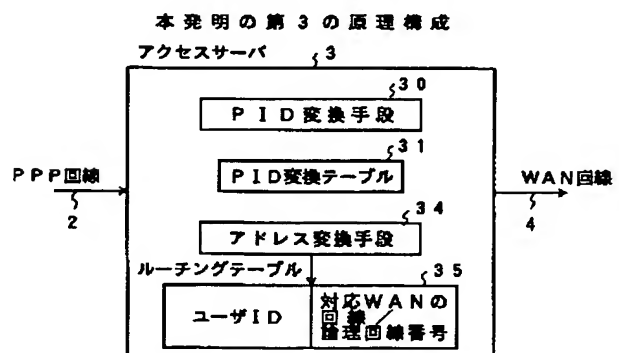 本発明の第3の原理構成
アクセスサーバ 3
30
PID変換手段
31
PPP回線
PID変換テーブル
WAN回線
2
34
4
アドレス変換手段
ルーチングテーブル
35
ユーザID
対応WANの
回線/
論理回線番号